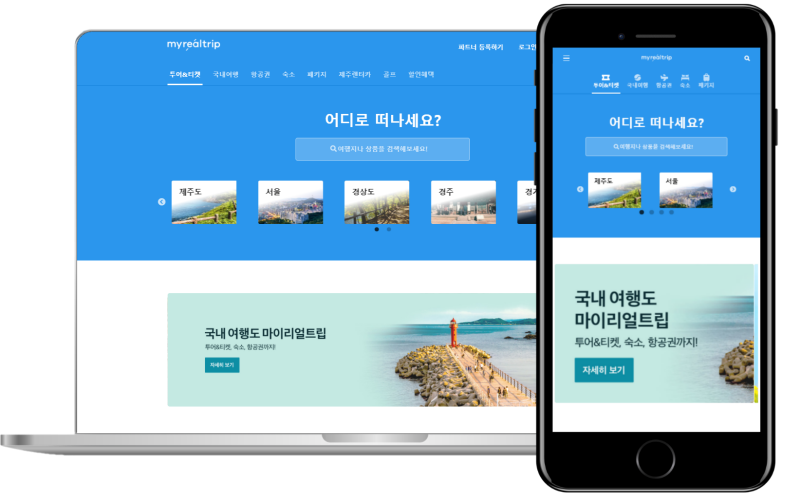 myrealtrip
파트너 등록하기 로그인
투어&티켓 국내여행 항공권 숙소 패키지 제주렌터카 골프 할인혜택
어디로 떠나세요?
여행지나 상품을 검색해보세요!
제주도 서울 경상도 경주
국내 여행도 마이리얼트립
투어&티켓, 숙소, 항공권까지!
자세히 보기
myrealtrip
투어&티켓 국내여행 항공권 숙소 패키지
어디로 떠나세요?
여행지나 상품을 검색해보세요!
제주도 서울
국내 여행도
마이리얼트립
투어&티켓, 숙소, 항공권까지!
자세히 보기